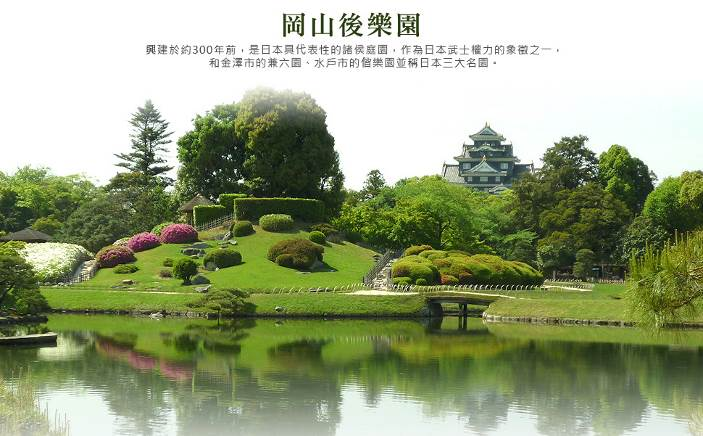 岡山後樂園
興建於約300年前，是日本具代表性的諸侯庭園，作為日本武士權力的象徵之一，
和金澤市的兼六園、水戶市的偕樂園並稱日本三大名園。